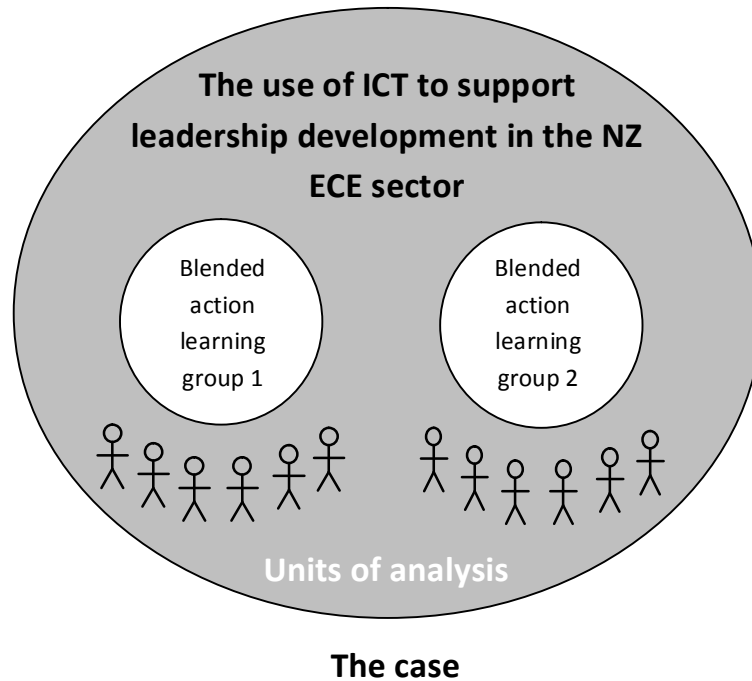 The use of ICT to support
leadership development in the NZ
ECE sector
Blended
action
learning
group 1
Blended
action
learning
group 2
Units of analysis
The case